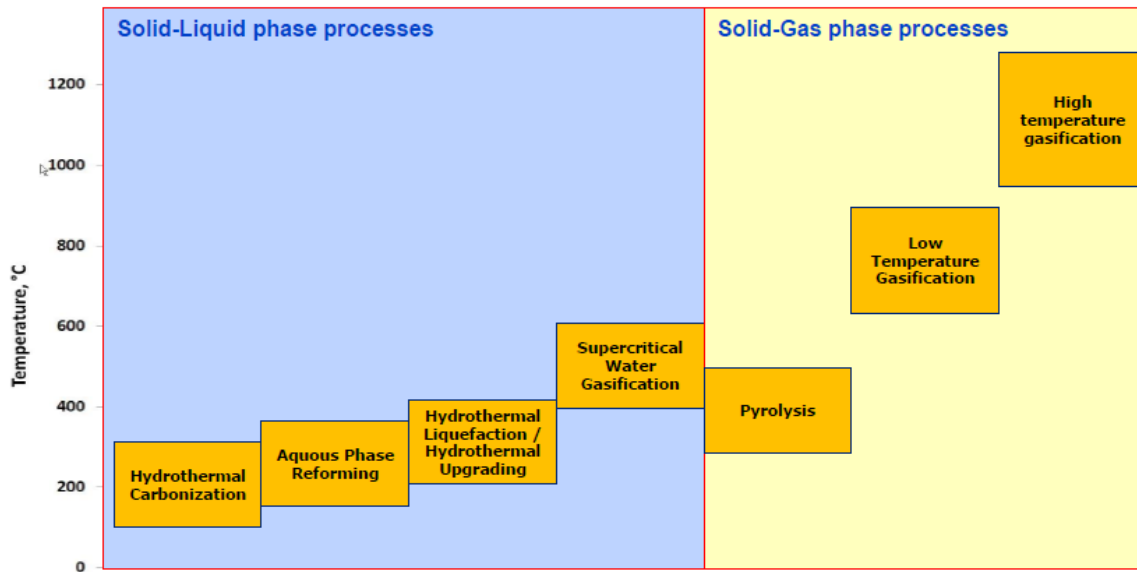 Solid-Liquid phase processes
Solid-Gas phase processes
Temperature, °C
1200
1000
800
600
400
200
0
Hydrothermal
Carbonization
Aquous Phase
Reforming
Hydrothermal
Liquefaction /
Hydrothermal
Upgrading
Supercritical
Water
Gasification
Pyrolysis
Low
Temperature
Gasification
High
temperature
gasification